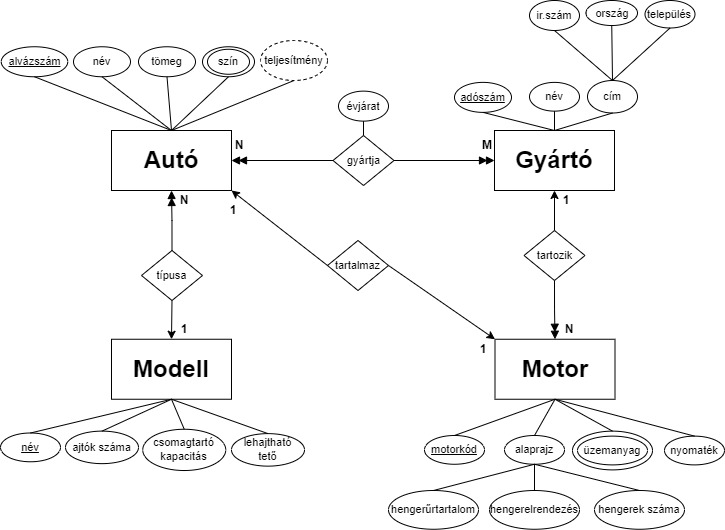 ir.szám
ország
település
alvázszám
név
tömeg
szín
teljesítmény
évjárat
adószám
név
cím
Autó
N
gyártja
M
Gyártó
N
1
1
típusa
tartalmaz
tartozik
1
1
N
Modell
Motor
név
ajtók száma
csomagtartó
kapacitás
lehajtható
tető
motorkód
alaprajz
üzemanyag
nyomaték
hengerűrtartalom
hengerelrendezés
hengerek száma